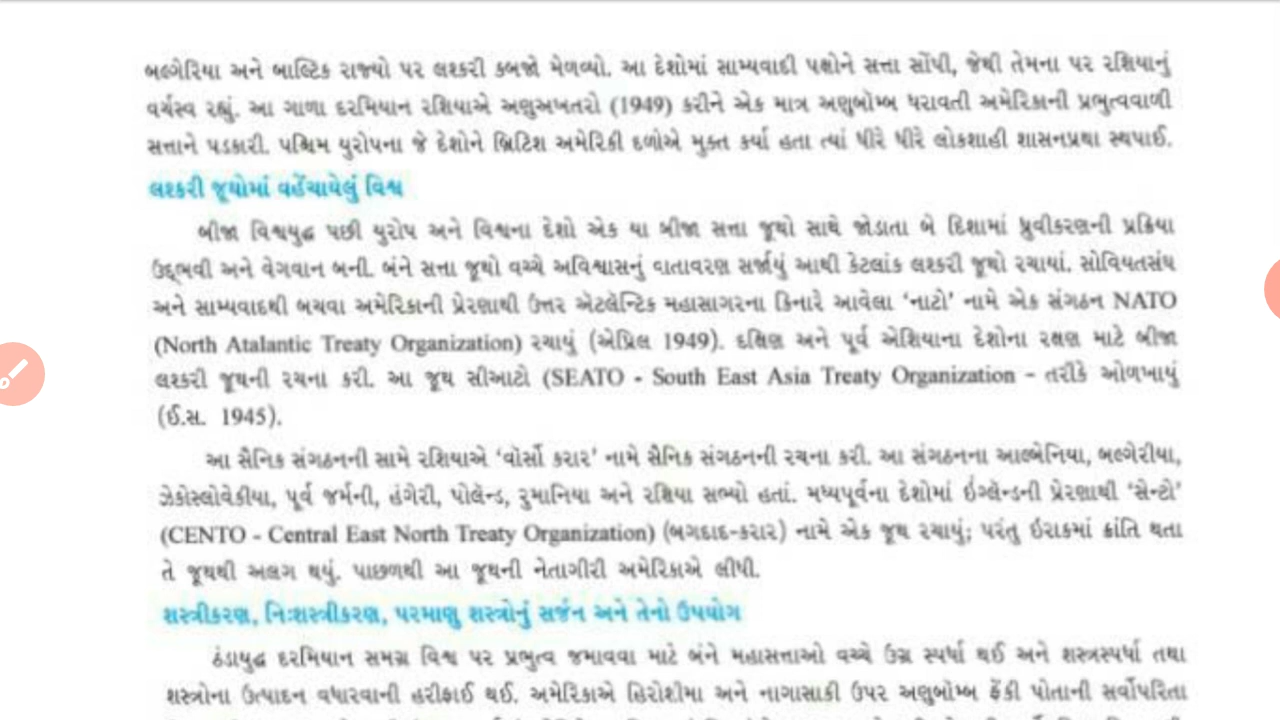 બલ્ગેરિયા અને બાલ્ટિક રાજ્યો પર લશ્કરી કબજો મેળવ્યો. આ દેશોમાં સામ્યવાદી પક્ષોને સત્તા સોંપી, જેથી તેમના પર રશિયાનું
વર્ચસ્વ રહ્યું. આ ગાળા દરમિયાન રશિયાએ અણુઅખતરો (1949) કરીને એક માત્ર અણુબૉમ્બ ધરાવતી અમેરિકાની પ્રભુત્વવાળી
સત્તાને પડકારી. પશ્ચિમ યુરોપના જે દેશોને બ્રિટિશ અમેરિકી દળોએ મુક્ત કર્યા હતા ત્યાં ધીરે ધીરે લોકશાહી શાસનપ્રથા સ્થપાઈ.
લશ્કરી જૂથોમાં વહેંચાયેલું વિશ્વ
બીજા વિશ્વયુદ્ધ પછી યુરોપ અને વિશ્વના દેશો એક યા બીજા સત્તા જૂથો સાથે જોડાતા બે દિશામાં ધ્રુવીકરણની પ્રક્રિયા
ઉદ્ભવી અને વેગવાન બની. બંને સત્તા જૂથો વચ્ચે અવિશ્વાસનું વાતાવરણ સર્જાયું આથી કેટલાંક લશ્કરી જૂથો રચાયાં. સોવિયતસંઘ
અને સામ્યવાદથી બચવા અમેરિકાની પ્રેરણાથી ઉત્તર ઍટલૅન્ટિક મહાસાગરના કિનારે આવેલા ‘નાટો’ નામે એક સંગઠન NATO
(North Atalantic Treaty Organization) રચાયું (એપ્રિલ 1949). દક્ષિણ અને પૂર્વ એશિયાના દેશોના રક્ષણ માટે બીજા
લશ્કરી જૂથની રચના કરી. આ જૂથ સીઆટો (SEATO - South East Asia Treaty Organization – તરીકે ઓળખાયું
(ઈ.સ. 1945).
આ સૈનિક સંગઠનની સામે રશિયાએ ‘વૉર્સો કરાર’ નામે સૈનિક સંગઠનની રચના કરી. આ સંગઠનના આલ્બેનિયા, બલ્ગેરીયા,
ઝેકોસ્લોવેકીયા, પૂર્વ જર્મની, હંગેરી, પોલૅન્ડ, રુમાનિયા અને રશિયા સભ્યો હતાં. મધ્યપૂર્વના દેશોમાં ઇંગ્લૅન્ડની પ્રેરણાથી ‘સેન્ટો’
(CENTO - Central East North Treaty Organization) (બગદાદ-કરાર) નામે એક જૂથ રચાયું; પરંતુ ઇરાકમાં ક્રાંતિ થતા
તે જૂથથી અલગ થયું. પાછળથી આ જૂથની નેતાગીરી અમેરિકાએ લીધી.
શસ્ત્રીકરણ, નિઃશસ્ત્રીકરણ, પરમાણુ શસ્ત્રોનું સર્જન અને તેનો ઉપયોગ
ઠંડાયુદ્ધ દરમિયાન સમગ્ર વિશ્વ પર પ્રભુત્વ જમાવવા માટે બંને મહાસત્તાઓ વચ્ચે ઉગ્ર સ્પર્ધા થઈ અને શસ્ત્રસ્પર્ધા તથા
શસ્ત્રોના ઉત્પાદન વધારવાની હરીફાઈ થઈ. અમેરિકાએ હિરોશીમા અને નાગાસાકી ઉપર અણુબૉમ્બ ફેંકી પોતાની સર્વોપરિતા